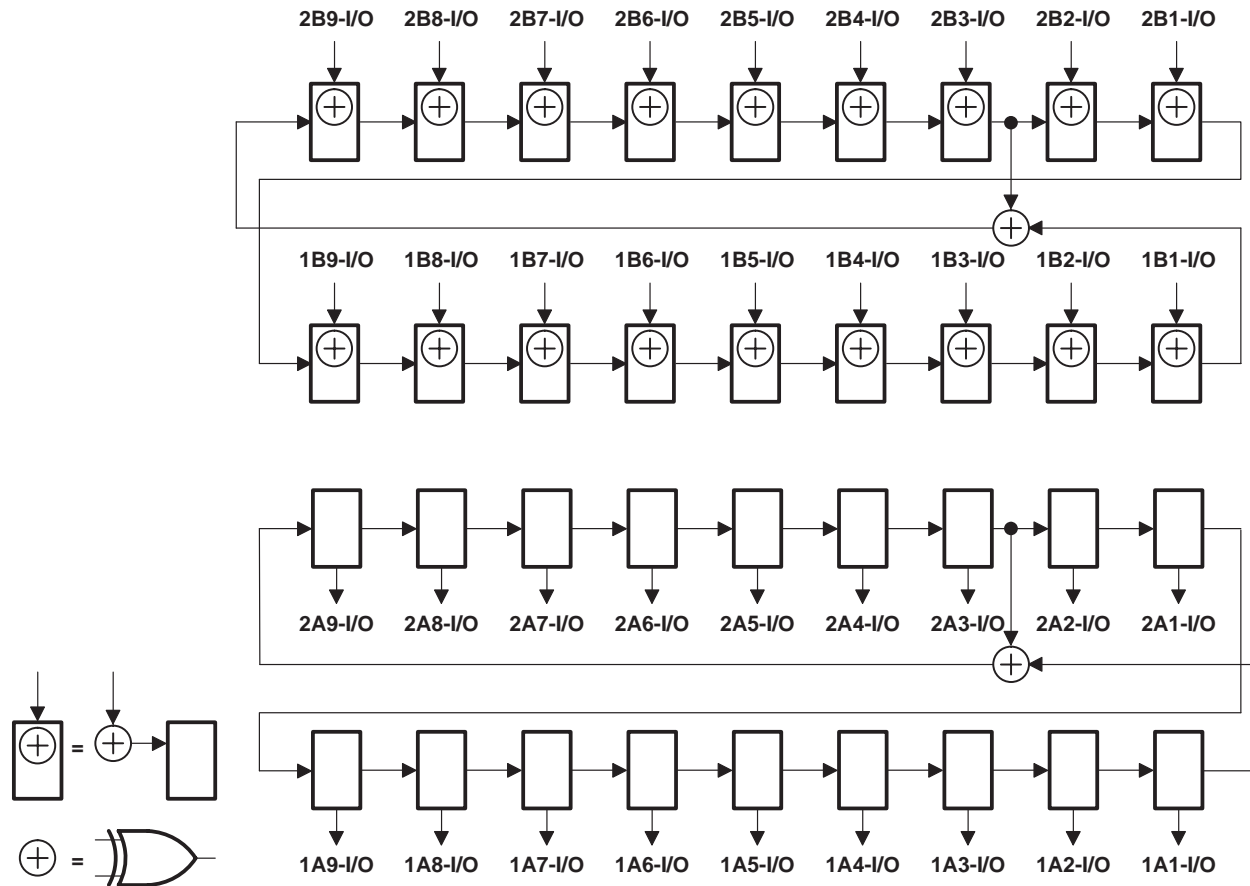 2B9-I/O 2B8-I/O 2B7-I/O 2B6-I/O 2B5-I/O 2B4-I/O 2B3-I/O 2B2-I/O 2B1-I/O
1B9-I/O 1B8-I/O 1B7-I/O 1B6-I/O 1B5-I/O 1B4-I/O 1B3-I/O 1B2-I/O 1B1-I/O
2A9-I/O 2A8-I/O 2A7-I/O 2A6-I/O 2A5-I/O 2A4-I/O 2A3-I/O 2A2-I/O 2A1-I/O
=
1A9-I/O 1A8-I/O 1A7-I/O 1A6-I/O 1A5-I/O 1A4-I/O 1A3-I/O 1A2-I/O 1A1-I/O
=